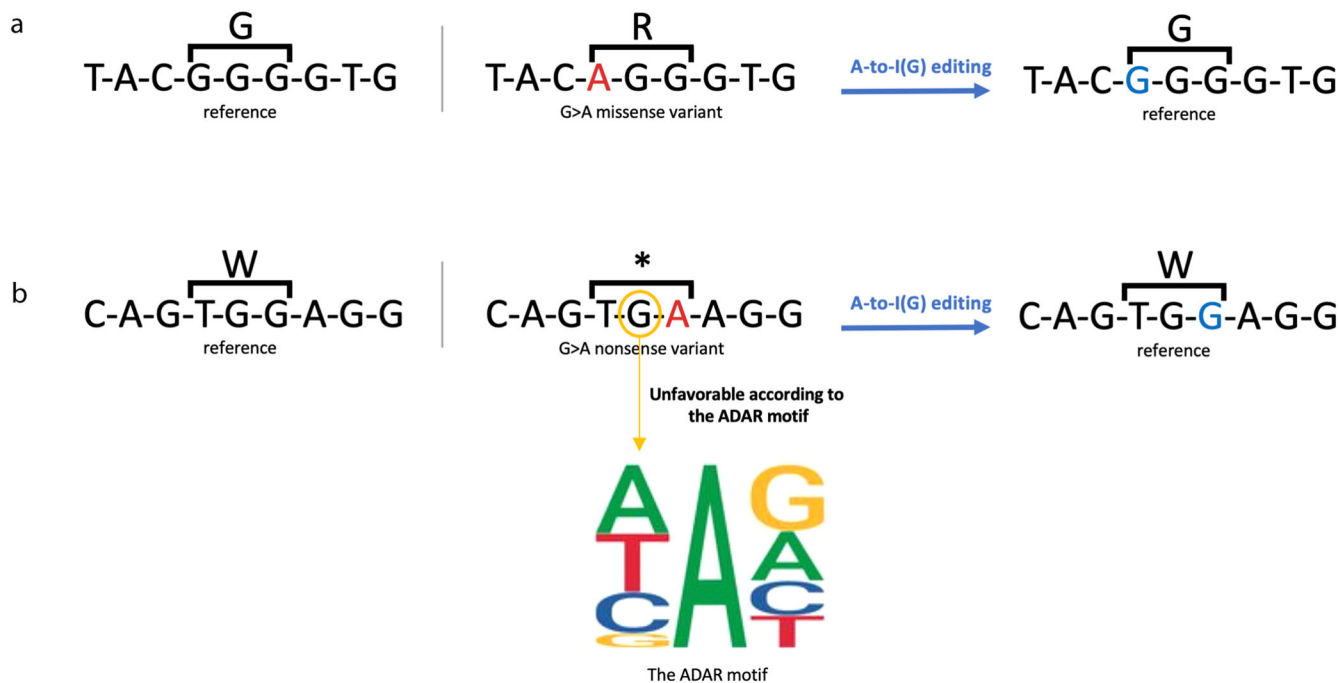 a
G
R
G
T-A-C-G-G-G-G-T-G
T-A-C-A-G-G-G-T-G
A-to-I(G) editing
T-A-C-G-G-G-G-T-G
reference
G>A missense variant
reference
b
W
*
W
C-A-G-T-G-G-A-G-G
C-A-G-T-G-A-A-G-G
A-to-I(G) editing
C-A-G-T-G-G-A-G-G
reference
G>A nonsense variant
reference
Unfavorable according to
the ADAR motif
A
T
C
G
A
G
A
C
T
The ADAR motif